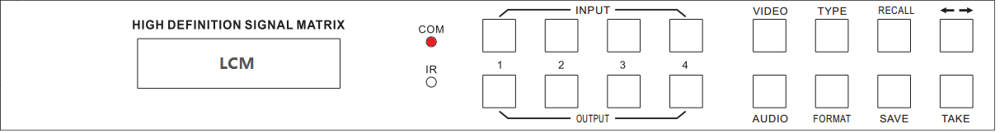 HIGH DEFINITION SIGNAL MATRIX
LCM
COM
IR
INPUT
1 2 3 4
OUTPUT
VIDEO TYPE RECALL
AUDIO FORMAT SAVE TAKE